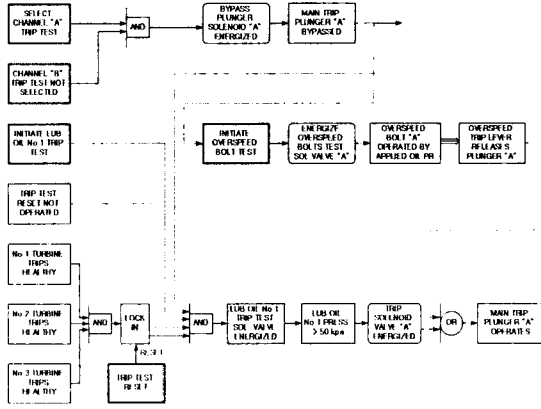 SELECT
CHANNEL "A"
TRIP TEST
AND
BYPASS
PLUNGER
SOLENOID "A"
ENERGIZED
MAIN TRIP
PLUNGER "A"
BYPASSED
CHANNEL "B"
TRIP TEST NOT
SELECTED
INITIATE LUB
OIL No 1 TRIP
TEST
INITIATE
OVERSPEED
BOLT TEST
ENERGIZE
OVERSPEED
BOLTS TEST
SOL VALVE "A"
OVERSPEED
BOLT "A"
OPERATED BY
APPLIED OIL PR
OVERSPEED
TRIP LEVER
RELEASES
PLUNGER "A"
TRIP TEST
RESET NOT
OPERATED
No 1 TURBINE
TRIPS
HEALTHY
No 2 TURBINE
TRIPS
HEALTHY
No 3 TURBINE
TRIPS
HEALTHY
AND
LOCK
IN
RESET
TRIP TEST
RESET
AND
LUB OIL No 1
TRIP TEST
SOL VALVE
ENERGIZED
LUB OIL
No 1 PRESS
> 50 kpa
TRIP
SOLENOID
VALVE "A"
ENERGIZED
OR
MAIN TRIP
PLUNGER "A"
OPERATES